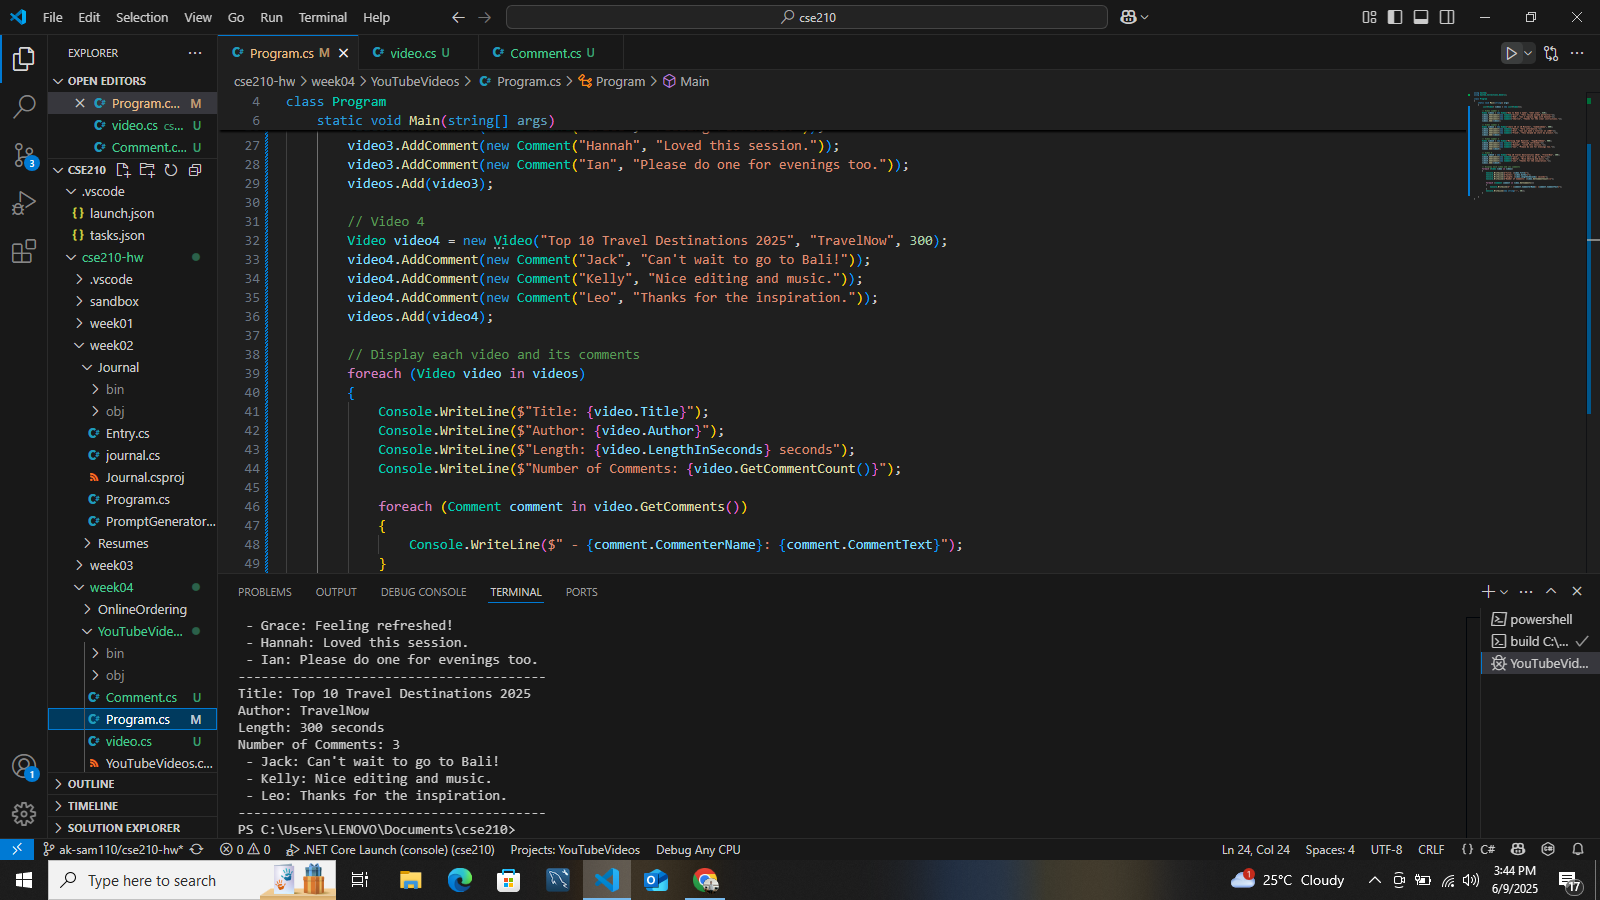 File Edit Selection View Go Run Terminal Help
cse210
EXPLORER
OPEN EDITORS
Program.c... M
video.cs cs... U
Comment.c... U
CSE210
.vscode
launch.json
tasks.json
cse210-hw
.vscode
sandbox
week01
week02
Journal
bin
obj
Entry.cs
journal.cs
Journal.csproj
Program.cs
PromptGenerator...
Resumes
week03
week04
OnlineOrdering
YouTubeVide...
bin
obj
Comment.cs U
Program.cs M
video.cs U
YouTubeVideos.c...
OUTLINE
TIMELINE
SOLUTION EXPLORER
3
1
Program.cs M
video.cs U
Comment.cs U
cse210-hw > week04 > YouTubeVideos > Program.cs > Program > Main
4 class Program
6 static void Main(string[] args)
27 video3.AddComment(new Comment("Hannah", "Loved this session."));
28 video3.AddComment(new Comment("Ian", "Please do one for evenings too."));
29 videos.Add(video3);
30
31 // Video 4
32 Video video4 = new Video("Top 10 Travel Destinations 2025", "TravelNow", 300);
33 video4.AddComment(new Comment("Jack", "Can't wait to go to Bali!"));
34 video4.AddComment(new Comment("Kelly", "Nice editing and music."));
35 video4.AddComment(new Comment("Leo", "Thanks for the inspiration."));
36 videos.Add(video4);
37
38 // Display each video and its comments
39 foreach (Video video in videos)
40 {
41 Console.WriteLine($"Title: {video.Title}");
42 Console.WriteLine($"Author: {video.Author}");
43 Console.WriteLine($"Length: {video.LengthInSeconds} seconds");
44 Console.WriteLine($"Number of Comments: {video.GetCommentCount()}");
45
46 foreach (Comment comment in video.GetComments())
47 {
48 Console.WriteLine($" - {comment.CommenterName}: {comment.CommentText}");
49 }
PROBLEMS OUTPUT DEBUG CONSOLE TERMINAL PORTS
- Grace: Feeling refreshed!
- Hannah: Loved this session.
- Ian: Please do one for evenings too.
----------------------------------------
Title: Top 10 Travel Destinations 2025
Author: TravelNow
Length: 300 seconds
Number of Comments: 3
- Jack: Can't wait to go to Bali!
- Kelly: Nice editing and music.
- Leo: Thanks for the inspiration.
----------------------------------------
PS C:\Users\LENOVO\Documents\cse210>
powershell
build C:\...
YouTubeVid...
ak-sam110/cse210-hw* 0 0 .NET Core Launch (console) (cse210) Projects: YouTubeVideos Debug Any CPU
Ln 24, Col 24 Spaces: 4 UTF-8 CRLF {} C#
Type here to search
1
25°C Cloudy
3:44 PM
6/9/2025
17